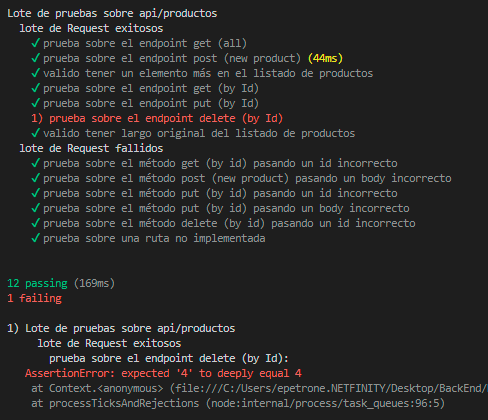 Lote de pruebas sobre api/productos
lote de Request exitosos
✓ prueba sobre el endpoint get (all)
✓ prueba sobre el endpoint post (new product) (44ms)
✓ valido tener un elemento más en el listado de productos
✓ prueba sobre el endpoint get (by Id)
✓ prueba sobre el endpoint put (by Id)
1) prueba sobre el endpoint delete (by Id)
✓ valido tener largo original del listado de productos
lote de Request fallidos
✓ prueba sobre el método get (by id) pasando un id incorrecto
✓ prueba sobre el método post (new product) pasando un body incorrecto
✓ prueba sobre el método put (by id) pasando un id incorrecto
✓ prueba sobre el método put (by id) pasando un body incorrecto
✓ prueba sobre el método delete (by id) pasando un id incorrecto
✓ prueba sobre una ruta no implementada
12 passing (169ms)
1 failing
1) Lote de pruebas sobre api/productos
lote de Request exitosos
prueba sobre el endpoint delete (by Id):
AssertionError: expected '4' to deeply equal 4
at Context.<anonymous> (file:///C:/Users/epetrone.NETFINITY/Desktop/BackEnd/
at processTicksAndRejections (node:internal/process/task_queues:96:5)